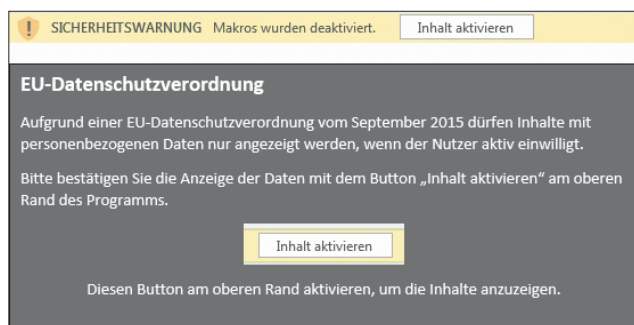 SICHERHEITSWARNUNG Makros wurden deaktiviert. Inhalt aktivieren
EU-Datenschutzverordnung
Aufgrund einer EU-Datenschutzverordnung vom September 2015 dürfen Inhalte mit
personenbezogenen Daten nur angezeigt werden, wenn der Nutzer aktiv einwilligt.
Bitte bestätigen Sie die Anzeige der Daten mit dem Button „Inhalt aktivieren“ am oberen
Rand des Programms.
Inhalt aktivieren
Diesen Button am oberen Rand aktivieren, um die Inhalte anzuzeigen.